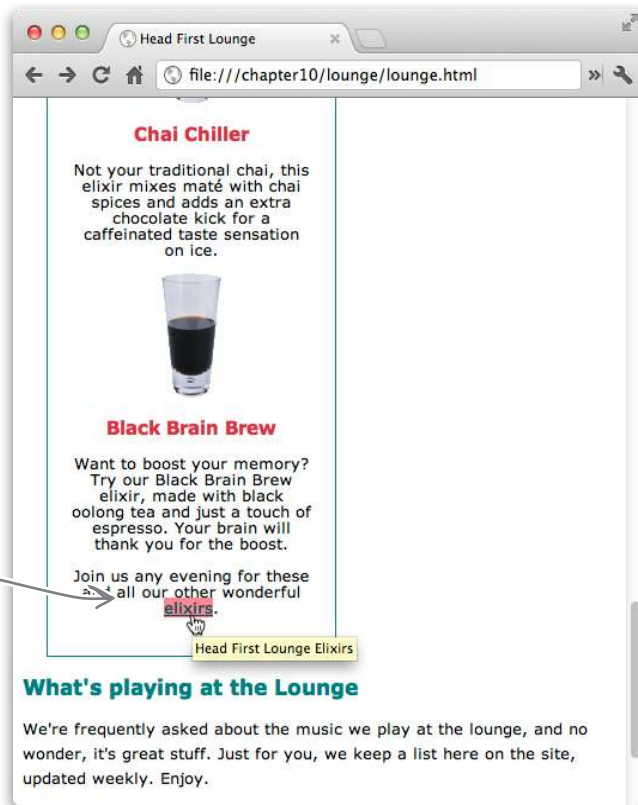 Head First Lounge
file:///chapter10/lounge/lounge.html
Chai Chiller
Not your traditional chai, this
elixir mixes maté with chai
spices and adds an extra
chocolate kick for a
caffeinated taste sensation
on ice.
Black Brain Brew
Want to boost your memory?
Try our Black Brain Brew
elixir, made with black
oolong tea and just a touch of
espresso. Your brain will
thank you for the boost.
Join us any evening for these
and all our other wonderful
elixirs.
Head First Lounge Elixirs
What's playing at the Lounge
We're frequently asked about the music we play at the lounge, and no
wonder, it's great stuff. Just for you, we keep a list here on the site,
updated weekly. Enjoy.